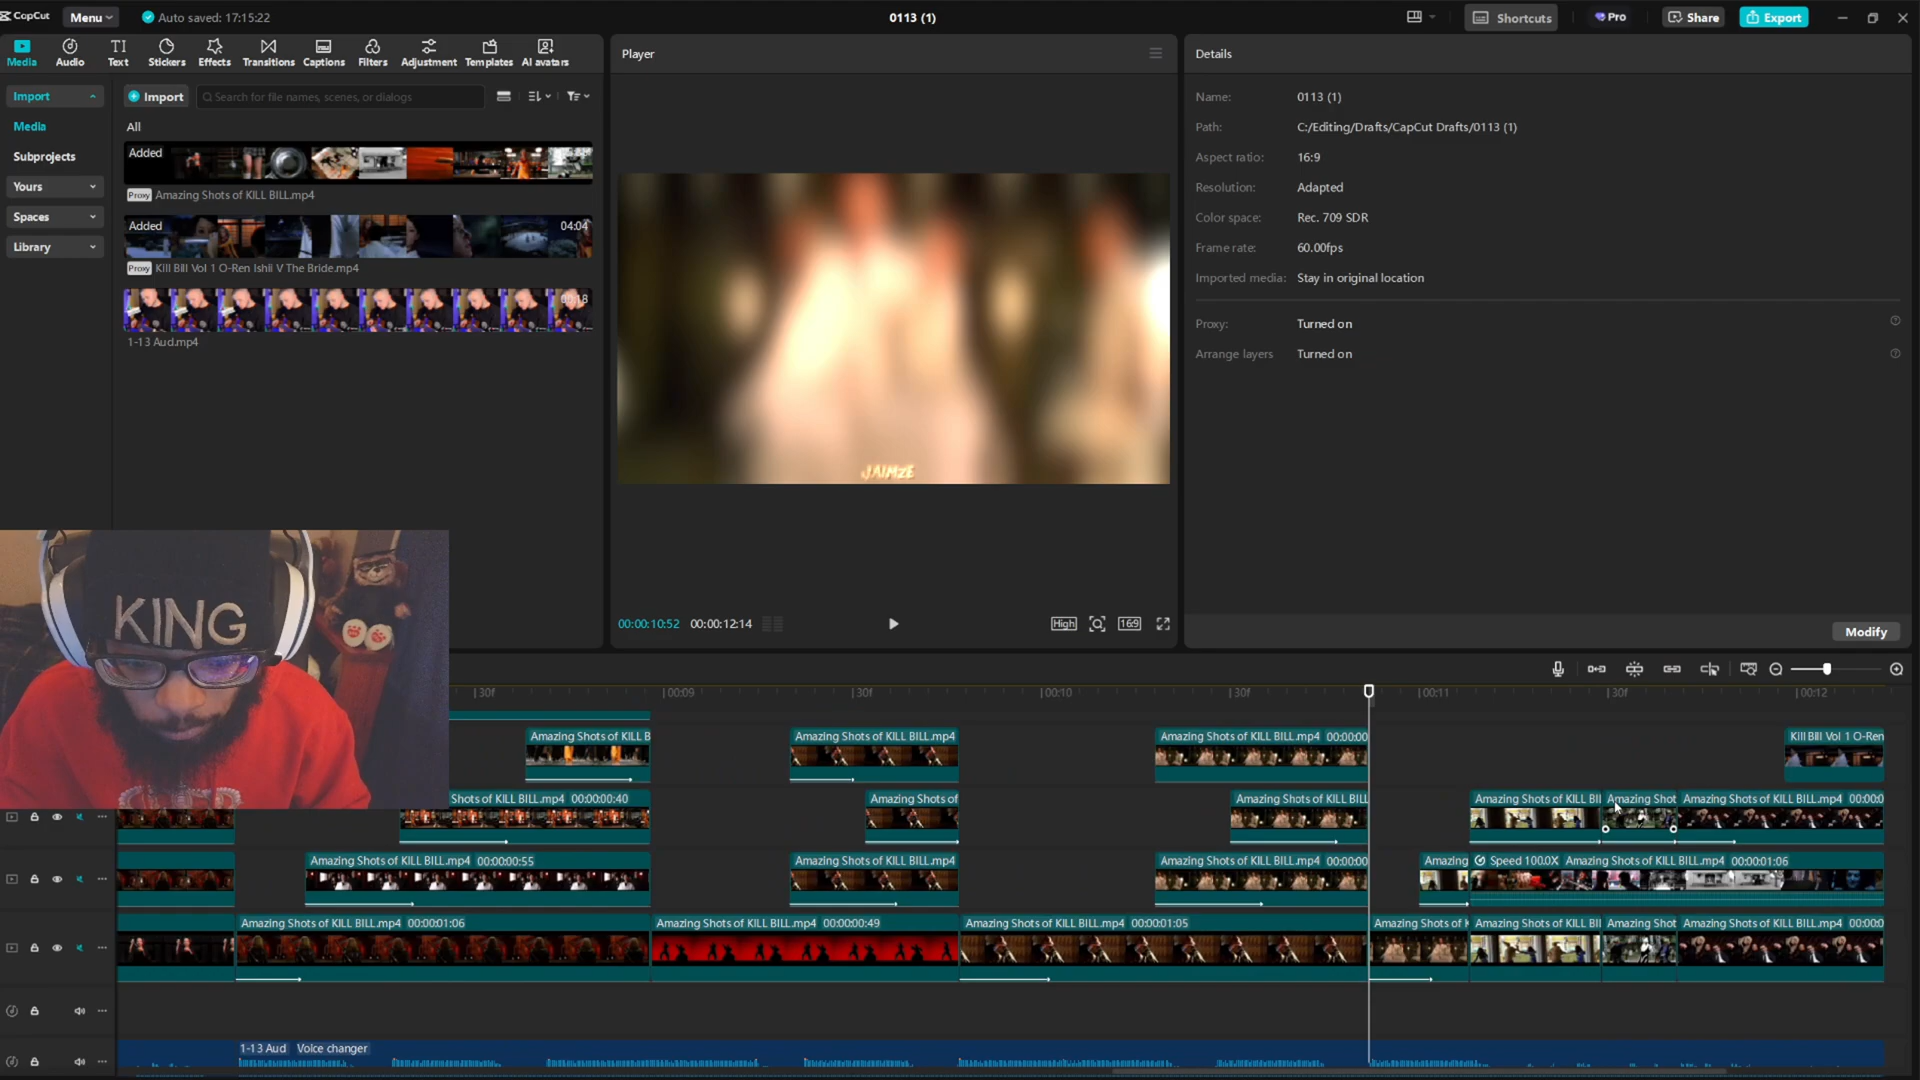 CapCut
Menu
Auto saved: 17:15:22
0113 (1)
Shortcuts
Pro
Share
Export
Media
Audio
Text
Stickers
Effects
Transitions
Captions
Filters
Adjustment
Templates
AI avatars
Player
Details
Import
Media
Subprojects
Yours
Spaces
Library
Import
Search for file names, scenes, or dialogs
All
Added
Proxy Amazing Shots of KILL BILL.mp4
Added
04:04
Proxy Kill Bill Vol 1 O-Ren Ishii V The Bride.mp4
00:18
1-13 Aud.mp4
JAIMZE
Name: 0113 (1)
Path: C:/Editing/Drafts/CapCut Drafts/0113 (1)
Aspect ratio: 16:9
Resolution: Adapted
Color space: Rec. 709 SDR
Frame rate: 60.00fps
Imported media: Stay in original location
Proxy: Turned on
Arrange layers Turned on
KING
00:00:10:52 00:00:12:14
High
16:9
Modify
30f 00:09 30f 00:10 30f 00:11 30f 00:12
Amazing Shots of KILL B
Amazing Shots of KILL BILL.mp4
Amazing Shots of KILL BILL.mp4 00:00:00
Kill Bill Vol 1 O-Ren
Shots of KILL BILL.mp4 00:00:00:40
Amazing Shots of
Amazing Shots of KILL BILL
Amazing Shots of KILL BI
Amazing Shot
Amazing Shots of KILL BILL.mp4 00:00:0
Amazing Shots of KILL BILL.mp4 00:00:00:55
Amazing Shots of KILL BILL.mp4
Amazing Shots of KILL BILL.mp4 00:00:00
Amazing
Speed 100.0X Amazing Shots of KILL BILL.mp4 00:00:01:06
Amazing Shots of KILL BILL.mp4 00:00:01:06
Amazing Shots of KILL BILL.mp4 00:00:00:49
Amazing Shots of KILL BILL.mp4 00:00:01:05
Amazing Shots of K
Amazing Shots of KILL BI
Amazing Shot
Amazing Shots of KILL BILL.mp4 00:00:0
1-13 Aud Voice changer